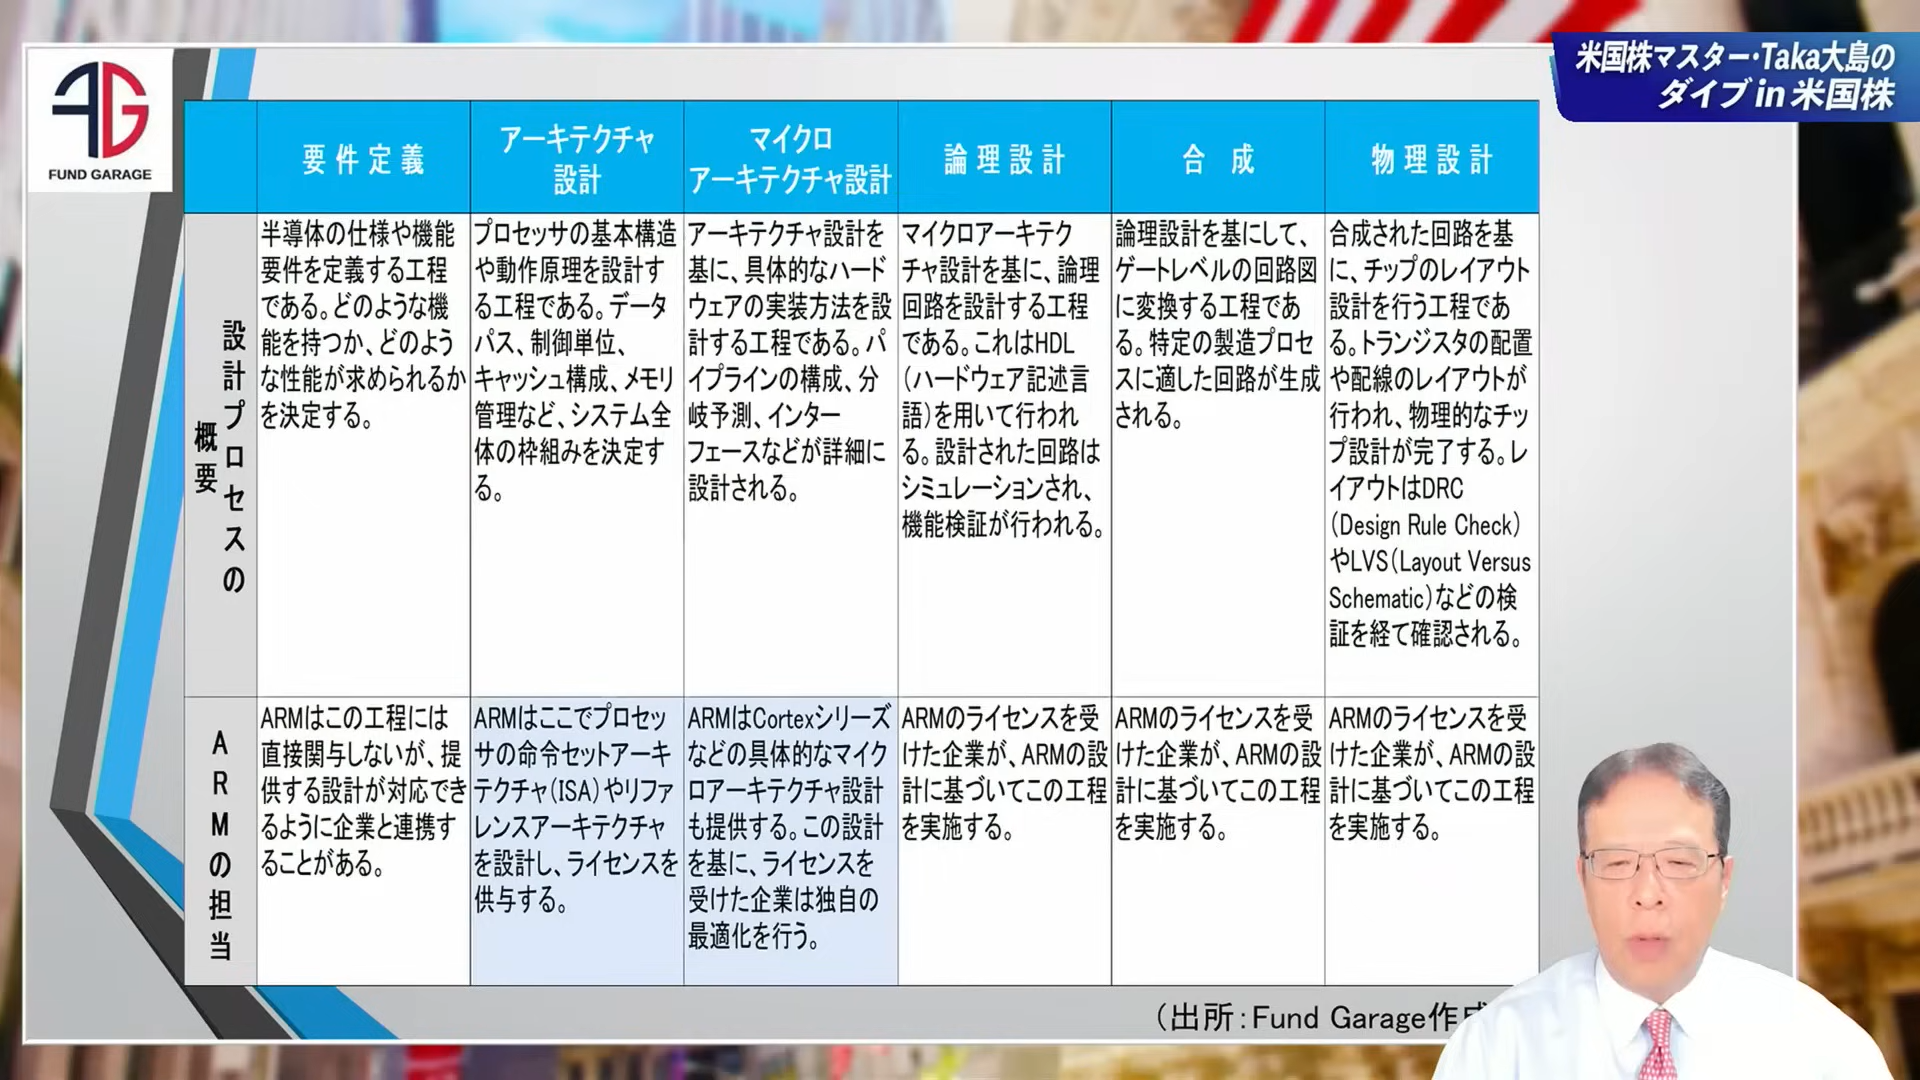 FUND GARAGE
米国株マスター・Taka大島の
ダイブ in 米国株
要件定義
アーキテクチャ
設計
マイクロ
アーキテクチャ設計
論理設計
合 成
物理設計
設計プロセスの
概要
半導体の仕様や機能
要件を定義する工程
である。どのような機
能を持つか、どのよう
な性能が求められるか
を決定する。
プロセッサの基本構造
や動作原理を設計す
る工程である。データ
パス、制御単位、
キャッシュ構成、メモリ
管理など、システム全
体の枠組みを決定す
る。
アーキテクチャ設計を
基に、具体的なハード
ウェアの実装方法を設
計する工程である。パ
イプラインの構成、分
岐予測、インター
フェースなどが詳細に
設計される。
マイクロアーキテク
チャ設計を基に、論理
回路を設計する工程
である。これはHDL
(ハードウェア記述言
語)を用いて行われ
る。設計された回路は
シミュレーションされ、
機能検証が行われる。
論理設計を基にして、
ゲートレベルの回路図
に変換する工程であ
る。特定の製造プロセ
スに適した回路が生成
される。
合成された回路を基
に、チップのレイアウト
設計を行う工程であ
る。トランジスタの配置
や配線のレイアウトが
行われ、物理的なチッ
プ設計が完了する。レ
イアウトはDRC
(Design Rule Check)
やLVS(Layout Versus
Schematic)などの検
証を経て確認される。
ARMの担当
ARMはこの工程には
直接関与しないが、提
供する設計が対応でき
るように企業と連携す
ることがある。
ARMはここでプロセッ
サの命令セットアーキ
テクチャ(ISA)やリファ
レンスアーキテクチャ
を設計し、ライセンスを
供与する。
ARMはCortexシリーズ
などの具体的なマイク
ロアーキテクチャ設計
も提供する。この設計
を基に、ライセンスを
受けた企業は独自の
最適化を行う。
ARMのライセンスを受
けた企業が、ARMの設
計に基づいてこの工程
を実施する。
ARMのライセンスを受
けた企業が、ARMの設
計に基づいてこの工程
を実施する。
ARMのライセンスを受
けた企業が、ARMの設
計に基づいてこの工程
を実施する。
(出所：Fund Garage作成